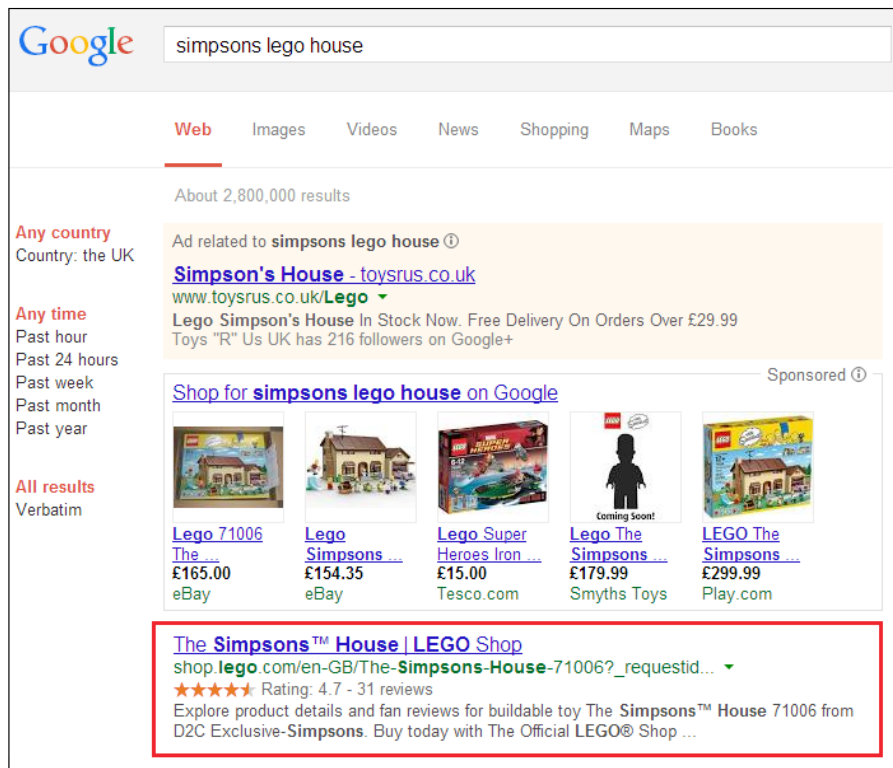 Google
simpsons lego house
Web Images Videos News Shopping Maps Books
About 2,800,000 results
Any country
Country: the UK
Any time
Past hour
Past 24 hours
Past week
Past month
Past year
All results
Verbatim
Ad related to simpsons lego house ⓘ
Simpson's House - toysrus.co.uk
www.toysrus.co.uk/Lego
Lego Simpson's House In Stock Now. Free Delivery On Orders Over £29.99
Toys "R" Us UK has 216 followers on Google+
Sponsored ⓘ
Shop for simpsons lego house on Google
LEGO
MARVEL
SUPER
HEROES
6-12
LEGO
Coming Soon!
LEGO
Lego 71006
The ...
£165.00
eBay
Lego
Simpsons ...
£154.35
eBay
Lego Super
Heroes Iron ...
£15.00
Tesco.com
Lego The
Simpsons ...
£179.99
Smyths Toys
LEGO The
Simpsons ...
£299.99
Play.com
The Simpsons™ House | LEGO Shop
shop.lego.com/en-GB/The-Simpsons-House-71006?_requestid...
Rating: 4.7 - 31 reviews
Explore product details and fan reviews for buildable toy The Simpsons™ House 71006 from
D2C Exclusive-Simpsons. Buy today with The Official LEGO® Shop ...